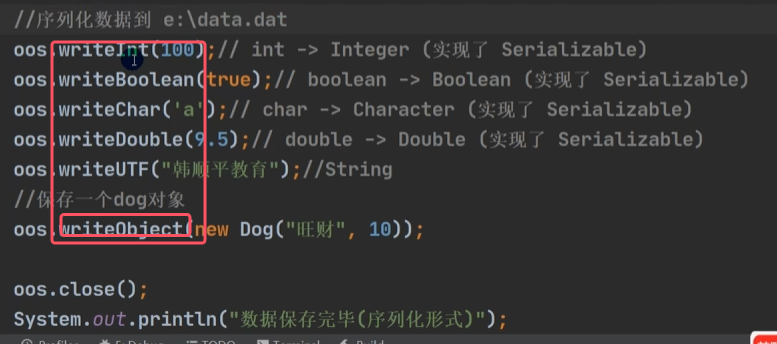 //序列化数据到 e:\data.dat
oos.writeInt(100);// int -> Integer (实现了 Serializable)
oos.writeBoolean(true);// boolean -> Boolean (实现了 Serializable)
oos.writeChar('a');// char -> Character (实现了 Serializable)
oos.writeDouble(9.5);// double -> Double (实现了 Serializable)
oos.writeUTF("韩顺平教育");//String
//保存一个dog对象
oos.writeObject(new Dog("旺财", 10));
oos.close();
System.out.println("数据保存完毕(序列化形式)");